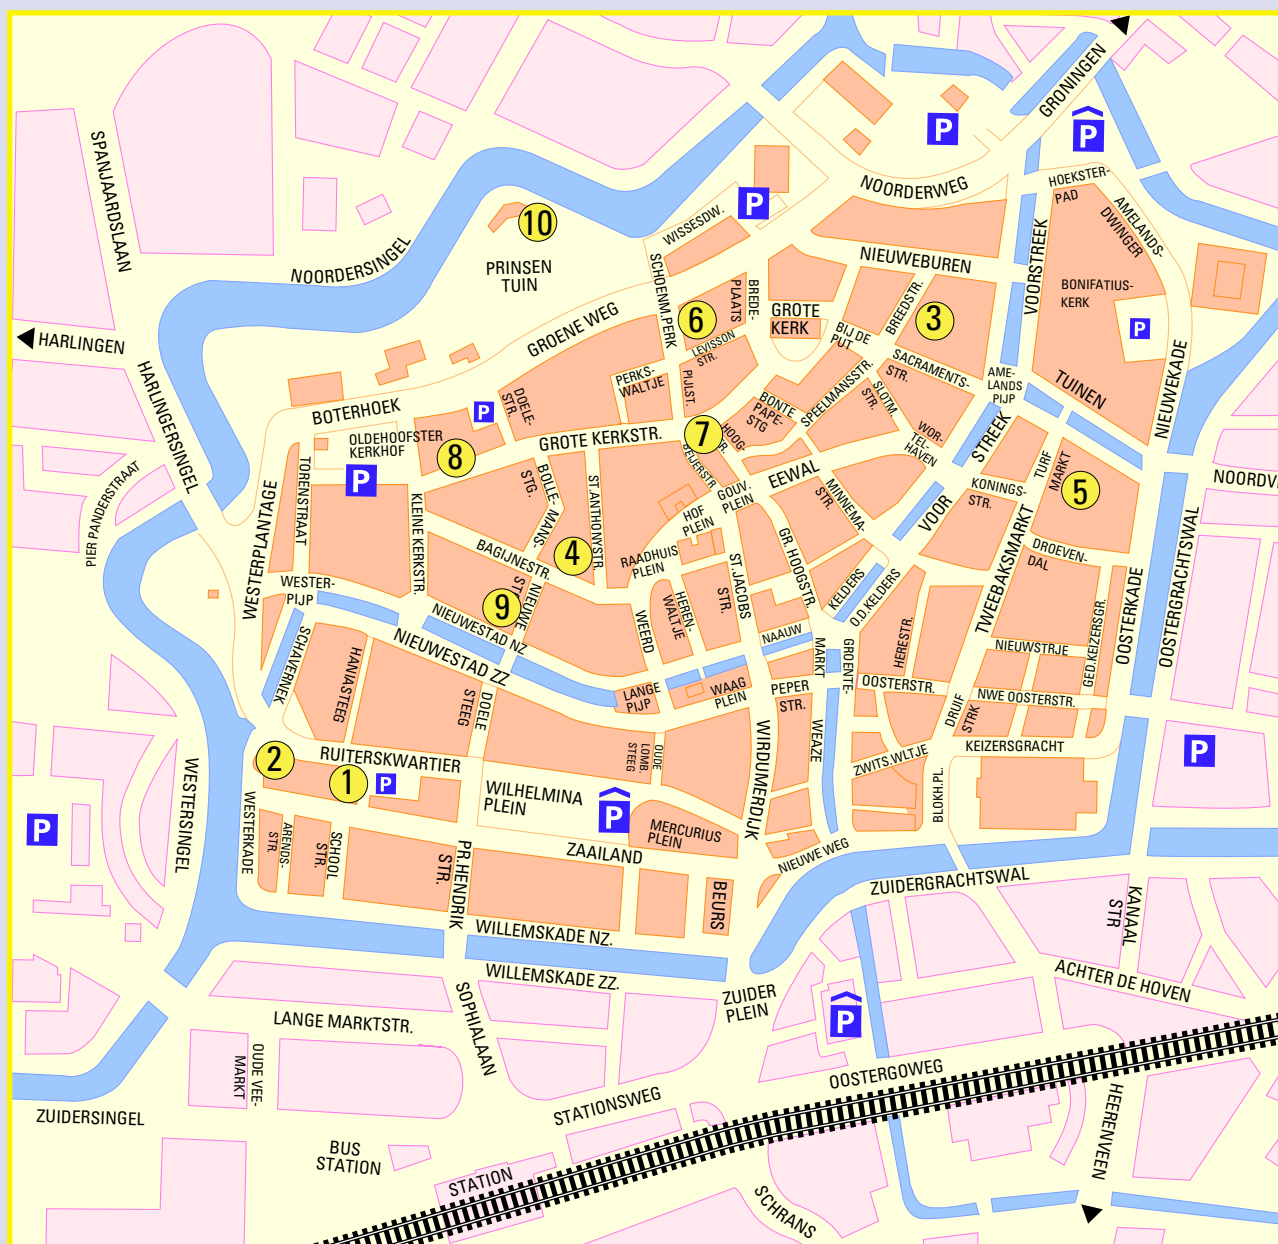 GRONINGEN
P
P
SPANJAARDSLAAN
NOORDERWEG
HOEKSTER-
PAD
AMELANDS-
DWINGER
P
WISSESDW.
10
NOORDERSINGEL
PRINSEN
TUIN
SCHOENM.PERK
NIEUWEBUREN
VOORSTREEK
BONIFATIUS-
KERK
P
BREDE-
PLAATS
6
GROTE
KERK
BREEDSTR.
3
BIJ DE
PUT
HARLINGEN
GROENE WEG
LEVISSON
STR.
SACRAMENTS-
STR.
AME-
LANDS
PIJP
TUINEN
NIEUWEKADE
HARLINGERSINGEL
PERKS-
WALTJE
PIJLST.
SPEELMANSSTR.
SLOTM
STR.
BOTERHOEK
P
DOELE-
STR.
BONTE
PAPE-
STG
WOR-
TEL-
HAVEN
STREEK
OLDEHOOFSTER
KERKHOF
8
GROTE KERKSTR.
7
HOOG-
STR.
BEIJERSTR
EEWAL
TURF
MARKT
5
NOORDV
PIER PANDERSTRAAT
WESTERPLANTAGE
TORENSTRAAT
P
KLEINE KERKSTR.
BOLLE-
MANS-
STG.
ST.ANTHONYSTR.
GOUV.
PLEIN
HOF
PLEIN
MINNEMA-
STR.
VOOR
KONINGS-
STR.
TWEEBAKSMARKT
DROEVEN-
DAL
OOSTERGRACHTSWAL
BAGIJNESTR.
4
RAADHUIS
PLEIN
ST.JACOBS
STR.
GR.HOOGSTR.
KELDERS
O.D.KELDERS
WESTER-
PIJP
9
NIEUWE
STG
NIEUWESTAD NZ
NIEUWESTAD ZZ
WEERD
HEREN-
WALTJE
NAAUW
MARKT
GROENTE-
HERESTR.
NIEUWSTRJE
GED.KEIZERSGR.
OOSTERKADE
SCHAVERNEK
HANIASTEEG
DOELE
STEEG
LANGE
PIJP
WAAG
PLEIN
PEPER
STR.
OOSTERSTR.
NWE OOSTERSTR.
DRUIF
STRK
OUDE
LOMB.
STEEG
WIRDUMERDIJK
WEAZE
KEIZERSGRACHT
ZWITS.WLTJE
BLOKH.PL.
P
WESTERSINGEL
2
RUITERSKWARTIER
1
P
WILHELMINA
PLEIN
P
MERCURIUS
PLEIN
P
WESTERKADE
ARENDS-
STR.
SCHOOL
STR.
PR.HENDRIK
STR.
ZAAILAND
NIEUWE WEG
BEURS
ZUIDERGRACHTSWAL
KANAAL
STR
WILLEMSKADE NZ.
WILLEMSKADE ZZ.
ZUIDER
PLEIN
ACHTER DE HOVEN
P
LANGE MARKTSTR.
SOPHIALAAN
OUDE VEE-
MARKT
OOSTERGOWEG
STATIONSWEG
ZUIDERSINGEL
BUS
STATION
STATION
SCHRANS
HEERENVEEN